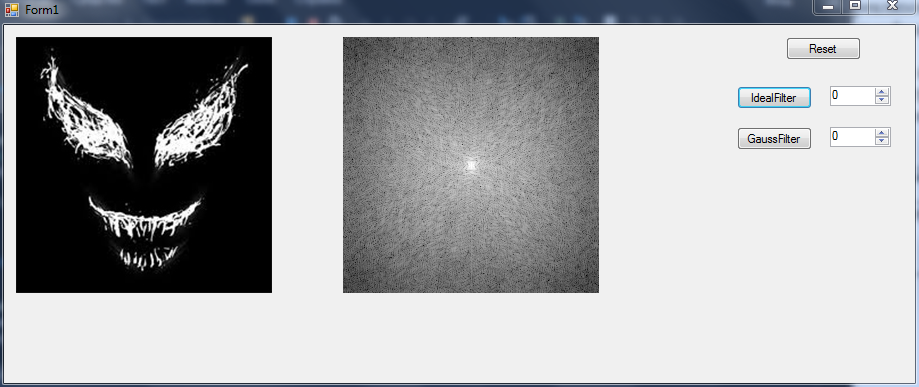 Form1
Reset
IdealFilter 0
GaussFilter 0